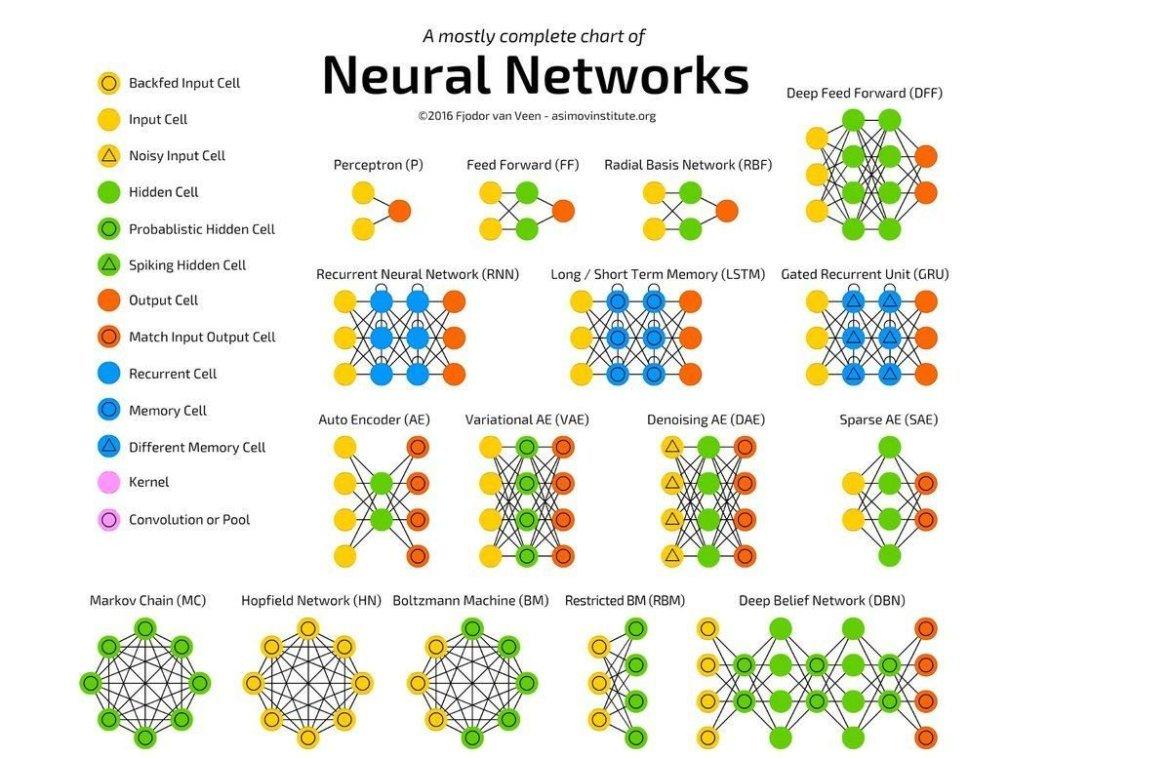 A mostly complete chart of
Neural Networks
©2016 Fjodor van Veen - asimovinstitute.org
Backfed Input Cell
Input Cell
Noisy Input Cell
Hidden Cell
Probablistic Hidden Cell
Spiking Hidden Cell
Output Cell
Match Input Output Cell
Recurrent Cell
Memory Cell
Different Memory Cell
Kernel
Convolution or Pool
Deep Feed Forward (DFF)
Perceptron (P)
Feed Forward (FF)
Radial Basis Network (RBF)
Recurrent Neural Network (RNN)
Long / Short Term Memory (LSTM)
Gated Recurrent Unit (GRU)
Auto Encoder (AE)
Variational AE (VAE)
Denoising AE (DAE)
Sparse AE (SAE)
Markov Chain (MC)
Hopfield Network (HN)
Boltzmann Machine (BM)
Restricted BM (RBM)
Deep Belief Network (DBN)